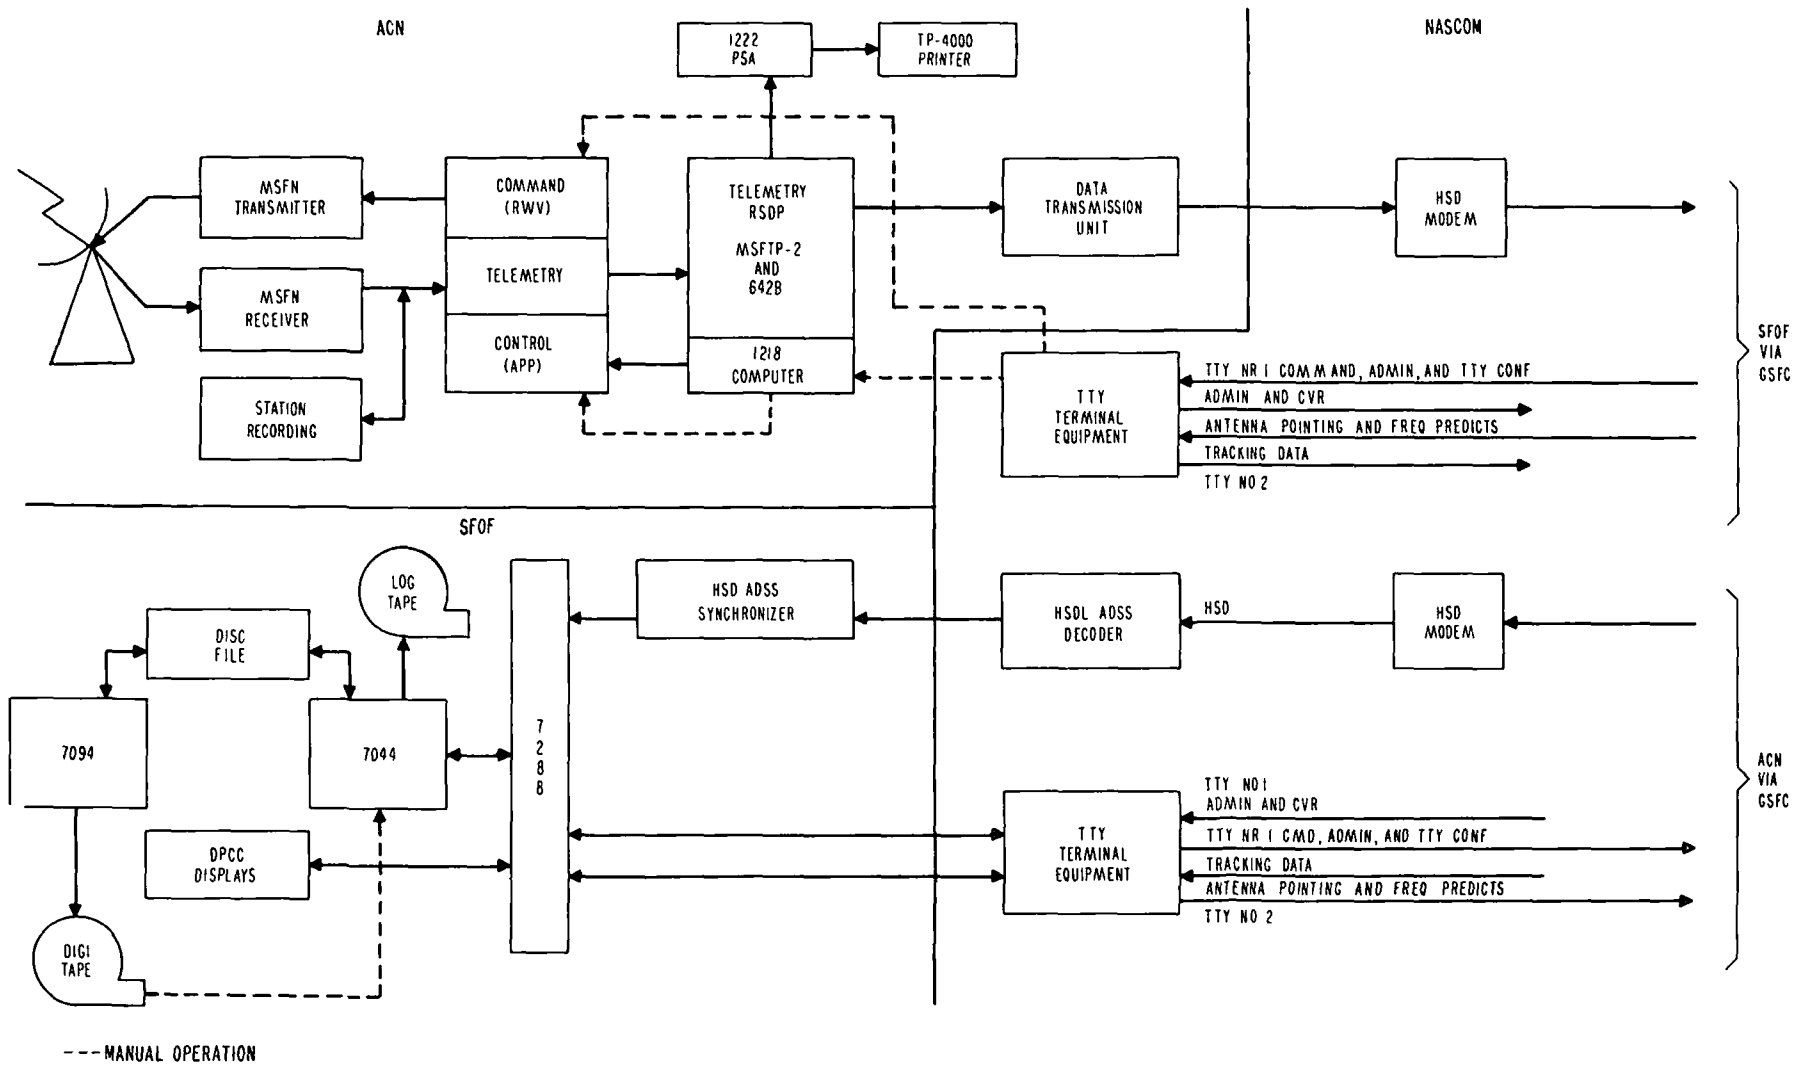 ACN
NASCOM
1222
PSA
TP-4000
PRINTER
MSFN
TRANSMITTER
COMMAND
(RWV)
TELEMETRY
RSDP
MSFTP-2
AND
642B
DATA
TRANSMISSION
UNIT
HSD
MODEM
MSFN
RECEIVER
TELEMETRY
STATION
RECORDING
CONTROL
(APP)
1218
COMPUTER
TTY
TERMINAL
EQUIPMENT
TTY NR 1 COMMAND, ADMIN, AND TTY CONF
ADMIN AND CVR
ANTENNA POINTING AND FREQ PREDICTS
TRACKING DATA
TTY NO 2
SFOF
VIA
GSFC
SFOF
LOG
TAPE
HSD ADSS
SYNCHRONIZER
HSDL ADSS
DECODER
HSD
HSD
MODEM
DISC
FILE
7094
7044
7
2
8
8
DPCC
DISPLAYS
DIGI
TAPE
TTY
TERMINAL
EQUIPMENT
TTY NO1
ADMIN AND CVR
TTY NR 1 CMD, ADMIN, AND TTY CONF
TRACKING DATA
ANTENNA POINTING AND FREQ PREDICTS
TTY NO 2
ACN
VIA
GSFC
---MANUAL OPERATION